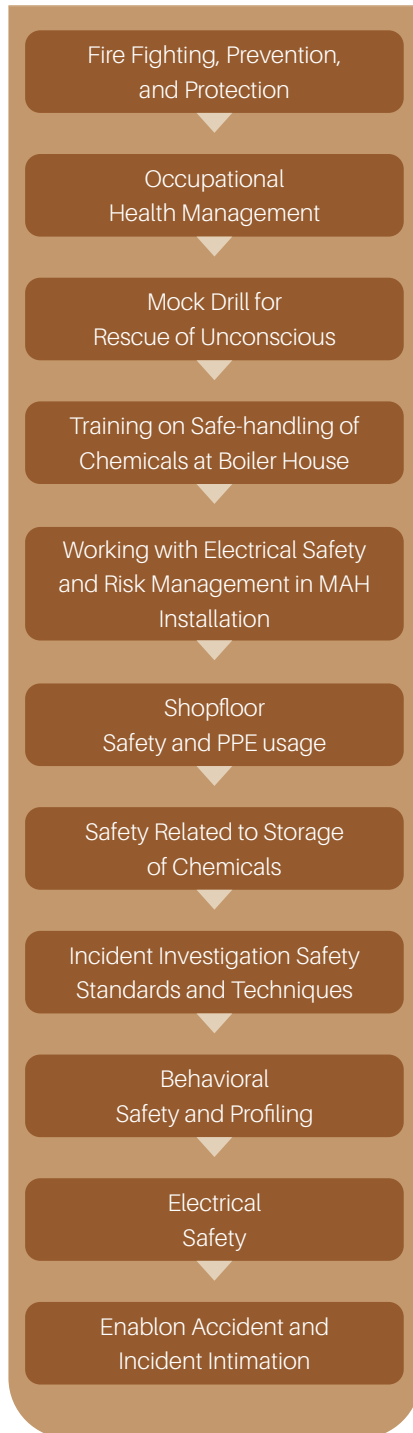 Fire Fighting, Prevention,
and Protection
Occupational
Health Management
Mock Drill for
Rescue of Unconscious
Training on Safe-handling of
Chemicals at Boiler House
Working with Electrical Safety
and Risk Management in MAH
Installation
Shopfloor
Safety and PPE usage
Safety Related to Storage
of Chemicals
Incident Investigation Safety
Standards and Techniques
Behavioral
Safety and Profiling
Electrical
Safety
Enablon Accident and
Incident Intimation